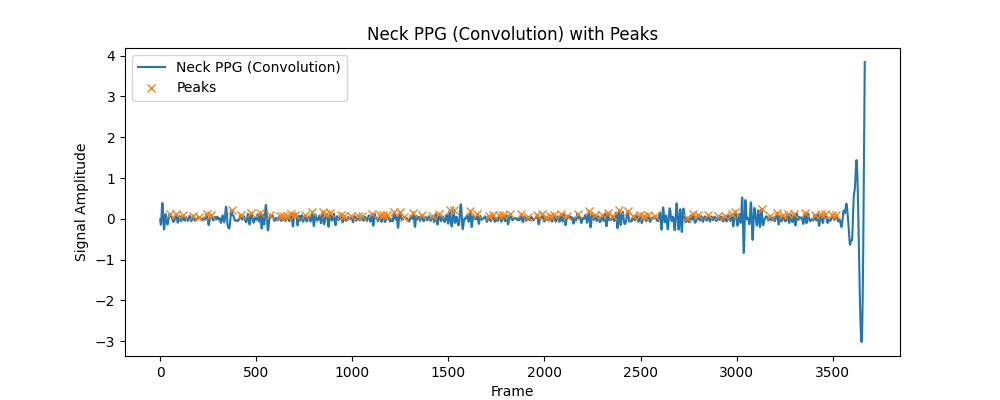 Neck PPG (Convolution) with Peaks
Neck PPG (Convolution)
Peaks
Signal Amplitude
4
3
2
1
0
−1
−2
−3
0 500 1000 1500 2000 2500 3000 3500
Frame